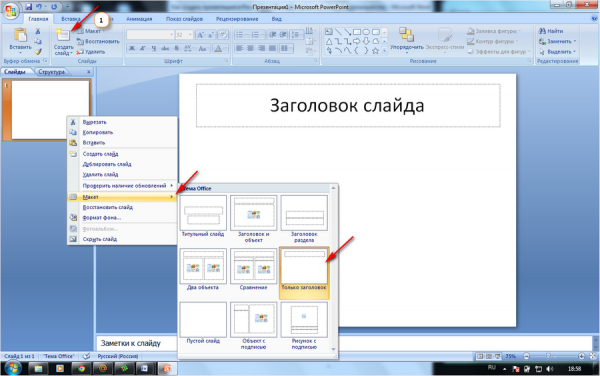 Презентация1 - Microsoft PowerPoint
Главная Вставка Анимация Показ слайдов Рецензирование Вид
1
Вставить
Создать слайд
Макет
Восстановить
Удалить
Упорядочить
Экспресс-стили
Заливка фигуры
Контур фигуры
Эффекты для фигур
Найти
Заменить
Выделить
Буфер обмена Слайды Шрифт Абзац Рисование Редактирование
Слайды Структура
1
Заголовок слайда
Вырезать
Копировать
Вставить
Создать слайд
Дублировать слайд
Удалить слайд
Проверить наличие обновлений
Макет
Восстановить слайд
Формат фона...
Фотоальбом...
Скрыть слайд
Тема Office
Титульный слайд Заголовок и объект Заголовок раздела
Два объекта Сравнение Только заголовок
Пустой слайд Объект с подписью Рисунок с подписью
Заметки к слайду
Слайд 1 из 1 "Тема Office" Русский (Россия) 73%
RU 18:58